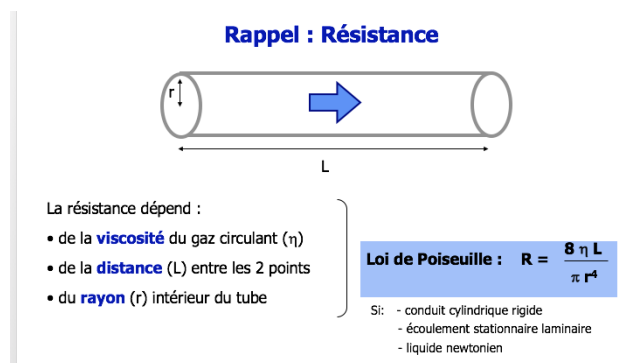 Rappel : Résistance
r
L
La résistance dépend :
• de la viscosité du gaz circulant (η)
• de la distance (L) entre les 2 points
• du rayon (r) intérieur du tube
Loi de Poiseuille : R = 8 η L
π r⁴
Si: - conduit cylindrique rigide
- écoulement stationnaire laminaire
- liquide newtonien